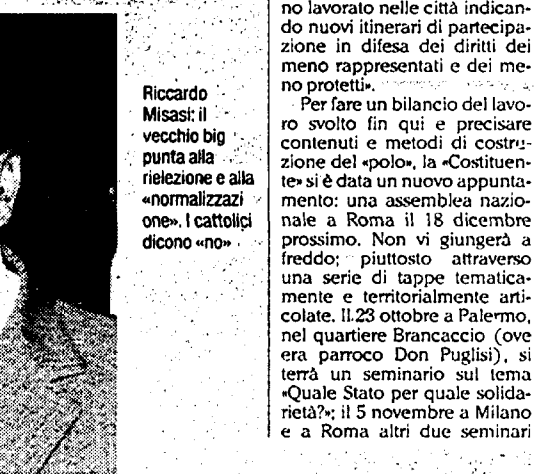 Riccardo
Misasi: il
vecchio big
punta alla
rielezione e alla
«normalizzazi
one». I cattolici
dicono «no»
no lavorato nelle città indican-
do nuovi itinerari di partecipa-
zione in difesa dei diritti dei
meno rappresentati e dei me-
no protetti».
Per fare un bilancio del lavo-
ro svolto fin qui e precisare
contenuti e metodi di costru-
zione del «polo», la «Costituen-
te» si è data un nuovo appunta-
mento: una assemblea nazio-
nale a Roma il 18 dicembre
prossimo. Non vi giungerà a
freddo; piuttosto attraverso
una serie di tappe tematica-
mente e territorialmente arti-
colate. Il 23 ottobre a Palermo,
nel quartiere Brancaccio (ove
era parroco Don Puglisi), si
terrà un seminario sul tema
«Quale Stato per quale solida-
rietà?»; il 5 novembre a Milano
e a Roma altri due seminari